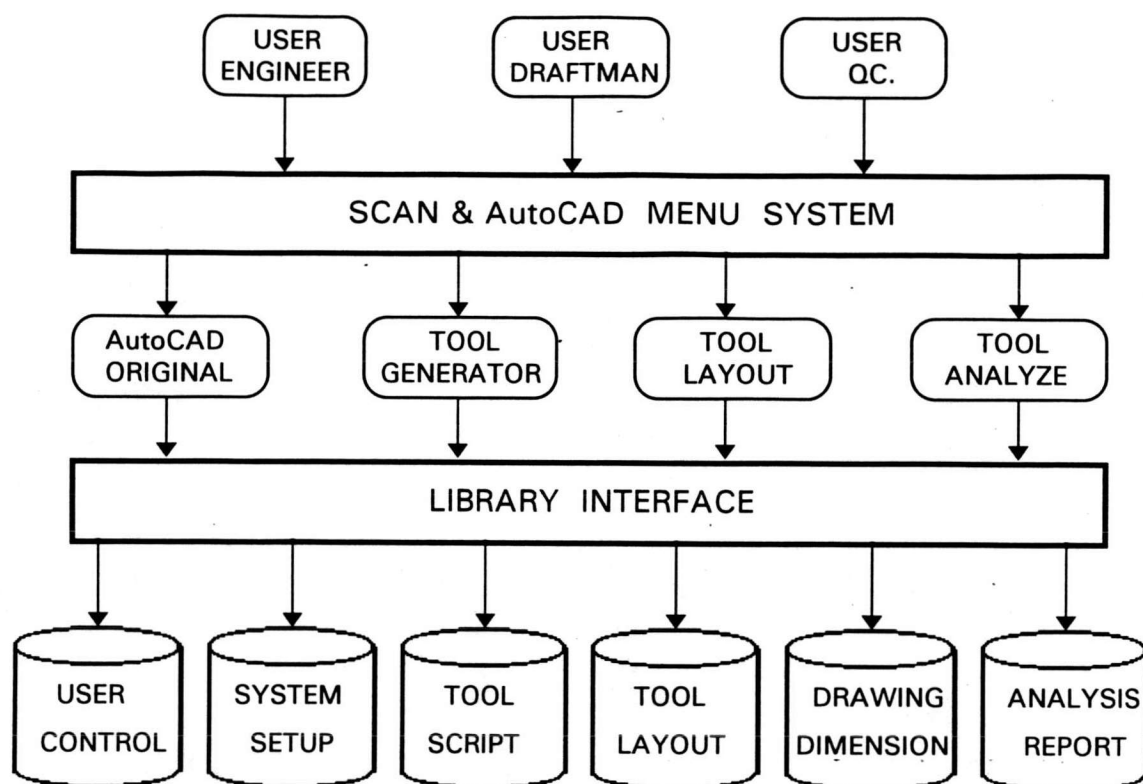 USER
ENGINEER
USER
DRAFTMAN
USER
QC.
SCAN & AutoCAD MENU SYSTEM
AutoCAD
ORIGINAL
TOOL
GENERATOR
TOOL
LAYOUT
TOOL
ANALYZE
LIBRARY INTERFACE
USER
CONTROL
SYSTEM
SETUP
TOOL
SCRIPT
TOOL
LAYOUT
DRAWING
DIMENSION
ANALYSIS
REPORT